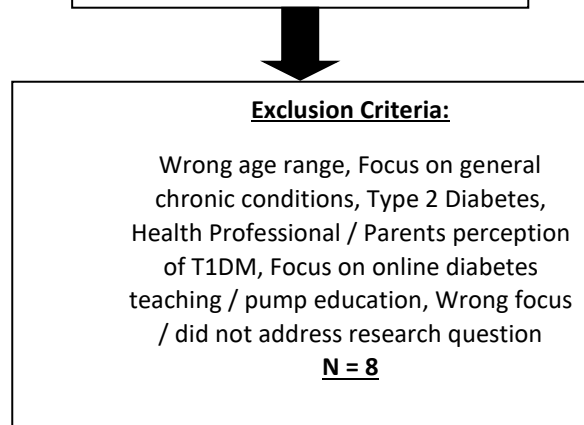 Exclusion Criteria:
Wrong age range, Focus on general
chronic conditions, Type 2 Diabetes,
Health Professional / Parents perception
of T1DM, Focus on online diabetes
teaching / pump education, Wrong focus
/ did not address research question
N = 8